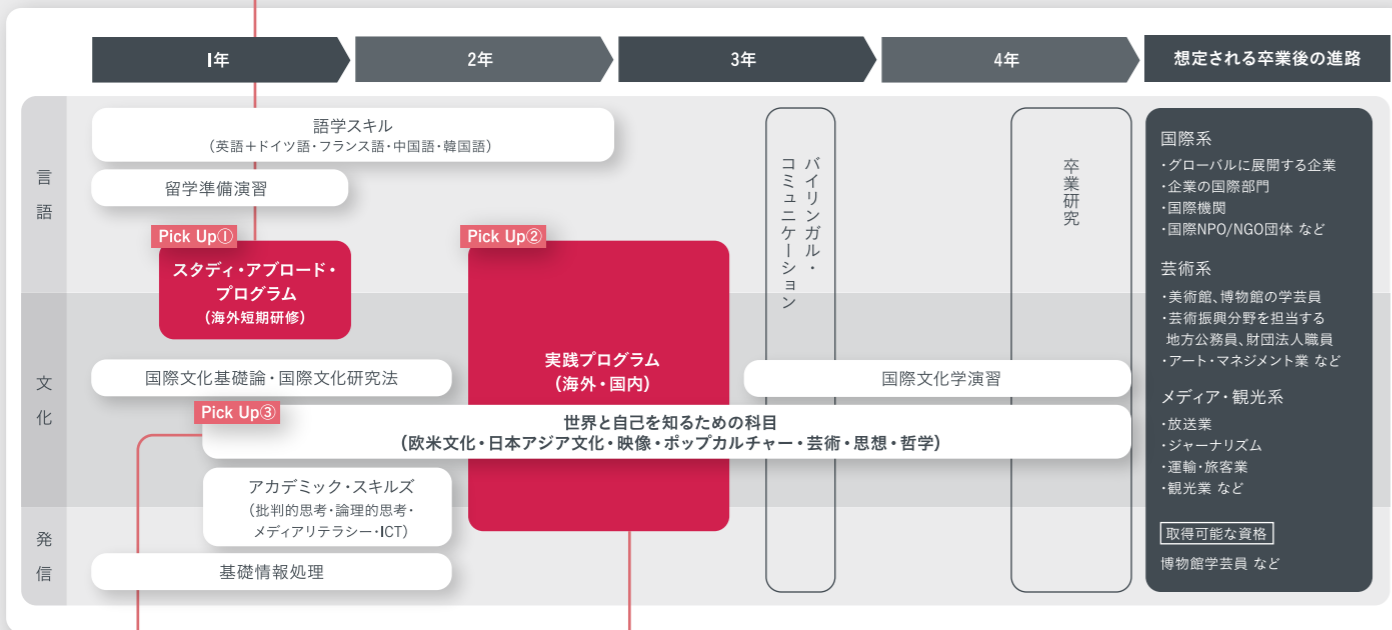 1年
2年
3年
4年
想定される卒業後の進路
言語
文化
発信
語学スキル
（英語＋ドイツ語・フランス語・中国語・韓国語）
留学準備演習
Pick Up①
スタディ・アブロード・
プログラム
（海外短期研修）
Pick Up②
実践プログラム
（海外・国内）
国際文化基礎論・国際文化研究法
Pick Up③
世界と自己を知るための科目
（欧米文化・日本アジア文化・映像・ポップカルチャー・芸術・思想・哲学）
アカデミック・スキルズ
（批判的思考・論理的思考・
メディアリテラシー・ICT）
基礎情報処理
バイリンガル・
コミュニケーション
国際文化学演習
卒業研究
国際系
・グローバルに展開する企業
・企業の国際部門
・国際機関
・国際NPO/NGO団体 など
芸術系
・美術館、博物館の学芸員
・芸術振興分野を担当する
地方公務員、財団法人職員
・アート・マネジメント業 など
メディア・観光系
・放送業
・ジャーナリズム
・運輸・旅客業
・観光業 など
取得可能な資格
博物館学芸員 など